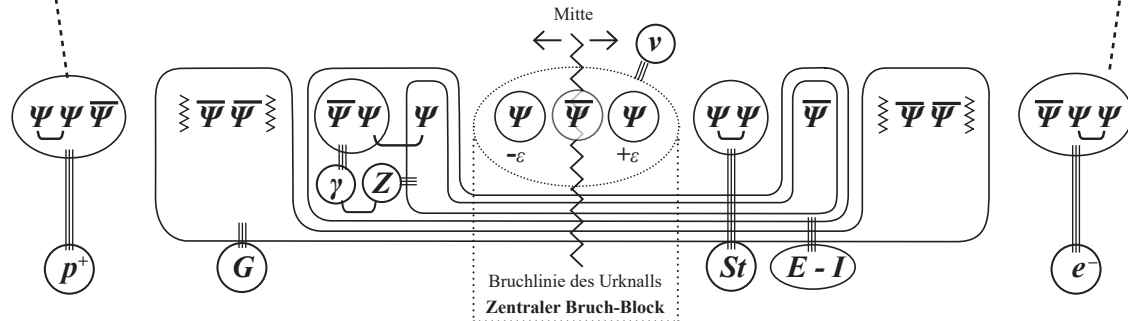 Mitte
ν
Ψ Ψ Ψ̅ Ψ̅ Ψ̅ Ψ̅ Ψ Ψ Ψ Ψ̅ Ψ Ψ Ψ Ψ̅ Ψ̅ Ψ̅ Ψ̅ Ψ Ψ
-ε +ε
γ Z
p⁺ G St E - I e⁻
Bruchlinie des Urknalls
Zentraler Bruch-Block